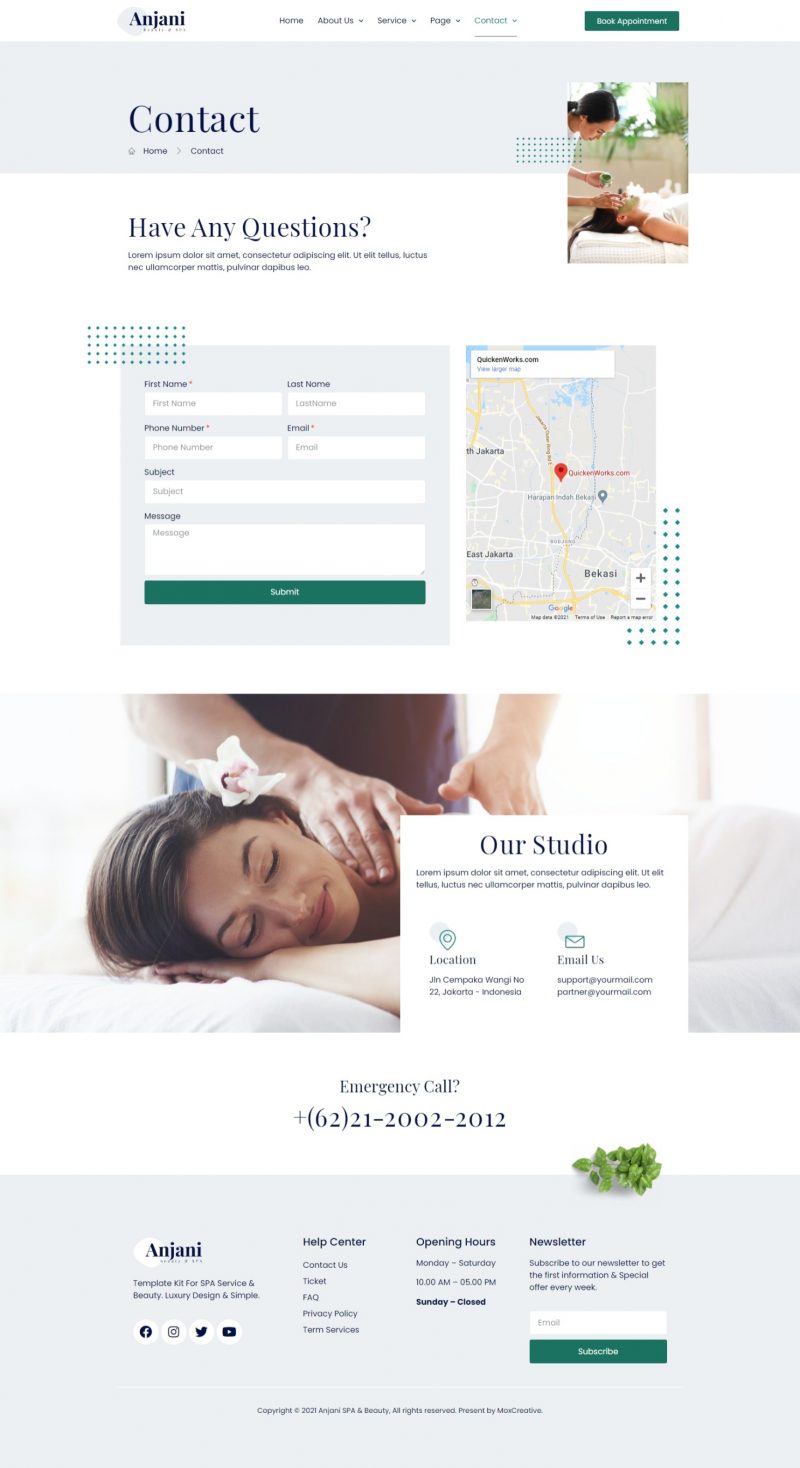 Anjani
Beauty & SPA
Home
About Us
Service
Page
Contact
Book Appointment
Contact
Home
Contact
Have Any Questions?
Lorem ipsum dolor sit amet, consectetur adipiscing elit. Ut elit tellus, luctus
nec ullamcorper mattis, pulvinar dapibus leo.
First Name*
Last Name
First Name
LastName
Phone Number*
Email*
Phone Number
Email
Subject
Subject
Message
Message
Submit
QuickenWorks.com
View larger map
th Jakarta
Jakarta Outer Ring Rd E
QuickenWorks.com
Harapan Indah Bekasi
RODJONG
East Jakarta
Bekasi
+
−
Google
Map data ©2021
Terms of Use
Report a map error
Our Studio
Lorem ipsum dolor sit amet, consectetur adipiscing elit. Ut elit
tellus, luctus nec ullamcorper mattis, pulvinar dapibus leo.
Location
Jln Cempaka Wangi No
22, Jakarta - Indonesia
Email Us
support@yourmail.com
partner@yourmail.com
Emergency Call?
+(62)21-2002-2012
Anjani
Beauty & SPA
Template Kit For SPA Service &
Beauty. Luxury Design & Simple.
Help Center
Contact Us
Ticket
FAQ
Privacy Policy
Term Services
Opening Hours
Monday – Saturday
10.00 AM – 05.00 PM
Sunday – Closed
Newsletter
Subscribe to our newsletter to get
the first information & Special
offer every week.
Email
Subscribe
Copyright © 2021 Anjani SPA & Beauty, All rights reserved. Present by MoxCreative.